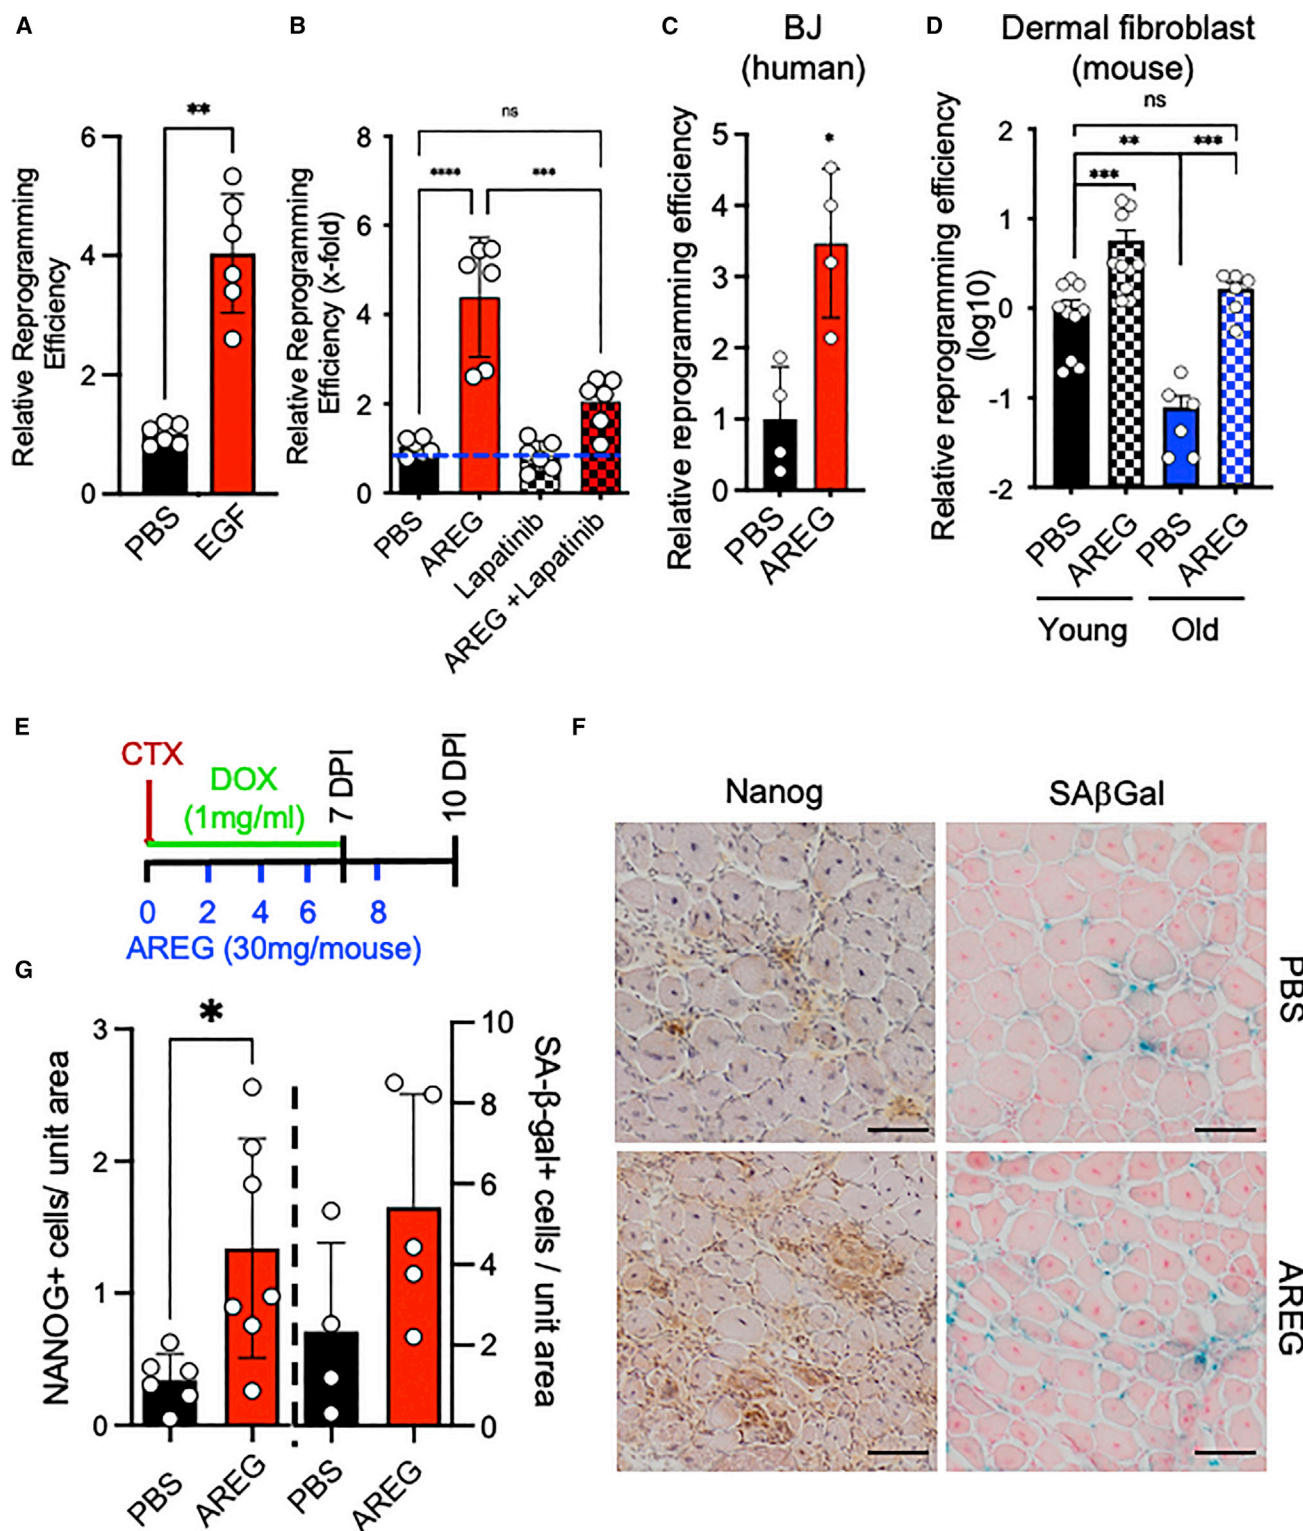 A
**
Relative Reprogramming
Efficiency
6
4
2
0
PBS
EGF
B
ns
****
***
Relative Reprogramming
Efficiency (x-fold)
8
6
4
2
0
PBS
AREG
Lapatinib
AREG +Lapatinib
C
BJ
(human)
*
Relative reprogramming efficiency
5
4
3
2
1
0
PBS
AREG
D
Dermal fibroblast
(mouse)
ns
**
***
***
Relative reprogramming efficiency
(log10)
2
1
0
-1
-2
PBS
AREG
PBS
AREG
Young
Old
E
CTX
DOX
(1mg/ml)
7 DPI
10 DPI
0 2 4 6 8
AREG (30mg/mouse)
F
Nanog
SAβGal
PBS
AREG
G
*
NANOG+ cells/ unit area
3
2
1
0
PBS
AREG
PBS
AREG
10
8
6
4
2
0
SA-β-gal+ cells / unit area